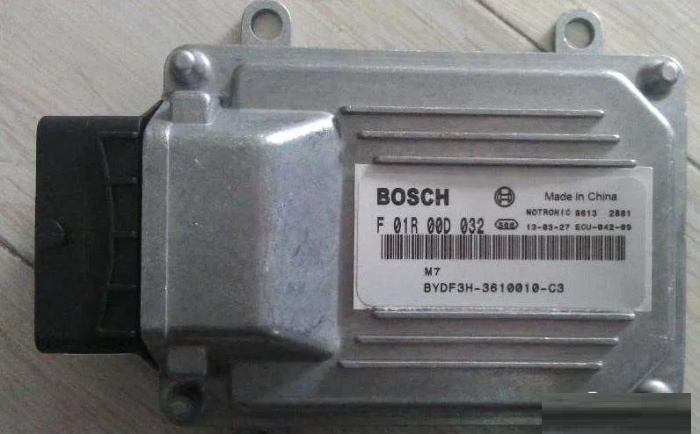 BOSCH
Made in China
MOTRONIC 8613 2881
F 01R 00D 032
13-03-27 ECU-042-09
M7
BYDF3H-3610010-C3